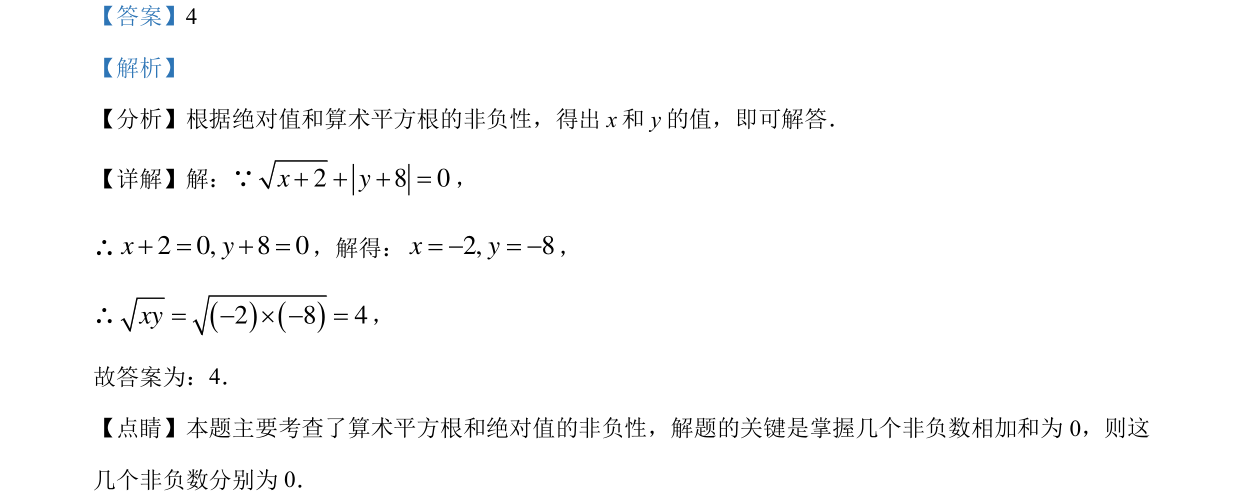 【答案】4
【解析】
【分析】根据绝对值和算术平方根的非负性，得出 x 和 y 的值，即可解答．
【详解】解：∵ √(x+2) + |y+8| = 0，
∴ x+2=0, y+8=0，解得： x=−2, y=−8，
∴ √(xy) = √((−2)×(−8)) = 4，
故答案为：4．
【点睛】本题主要考查了算术平方根和绝对值的非负性，解题的关键是掌握几个非负数相加和为 0，则这
几个非负数分别为 0．